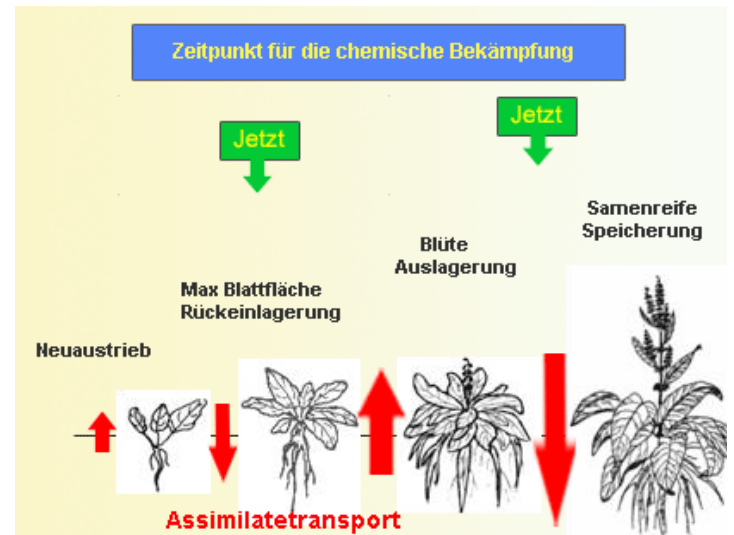 Zeitpunkt für die chemische Bekämpfung
Jetzt
Jetzt
Samenreife
Speicherung
Blüte
Auslagerung
Max Blattfläche
Rückeinlagerung
Neuaustrieb
Assimilatetransport